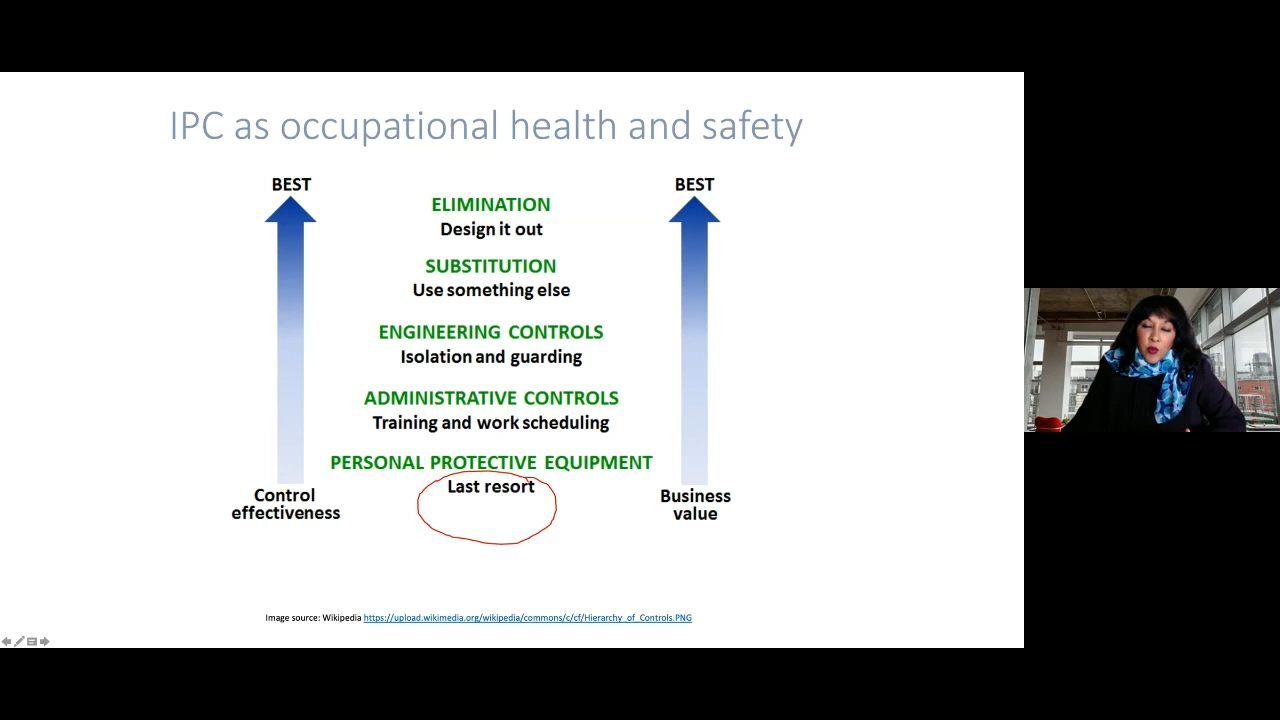 IPC as occupational health and safety
BEST
BEST
ELIMINATION
Design it out
SUBSTITUTION
Use something else
ENGINEERING CONTROLS
Isolation and guarding
ADMINISTRATIVE CONTROLS
Training and work scheduling
PERSONAL PROTECTIVE EQUIPMENT
Last resort
Control
effectiveness
Business
value
Image source: Wikipedia https://upload.wikimedia.org/wikipedia/commons/c/cf/Hierarchy_of_Controls.PNG